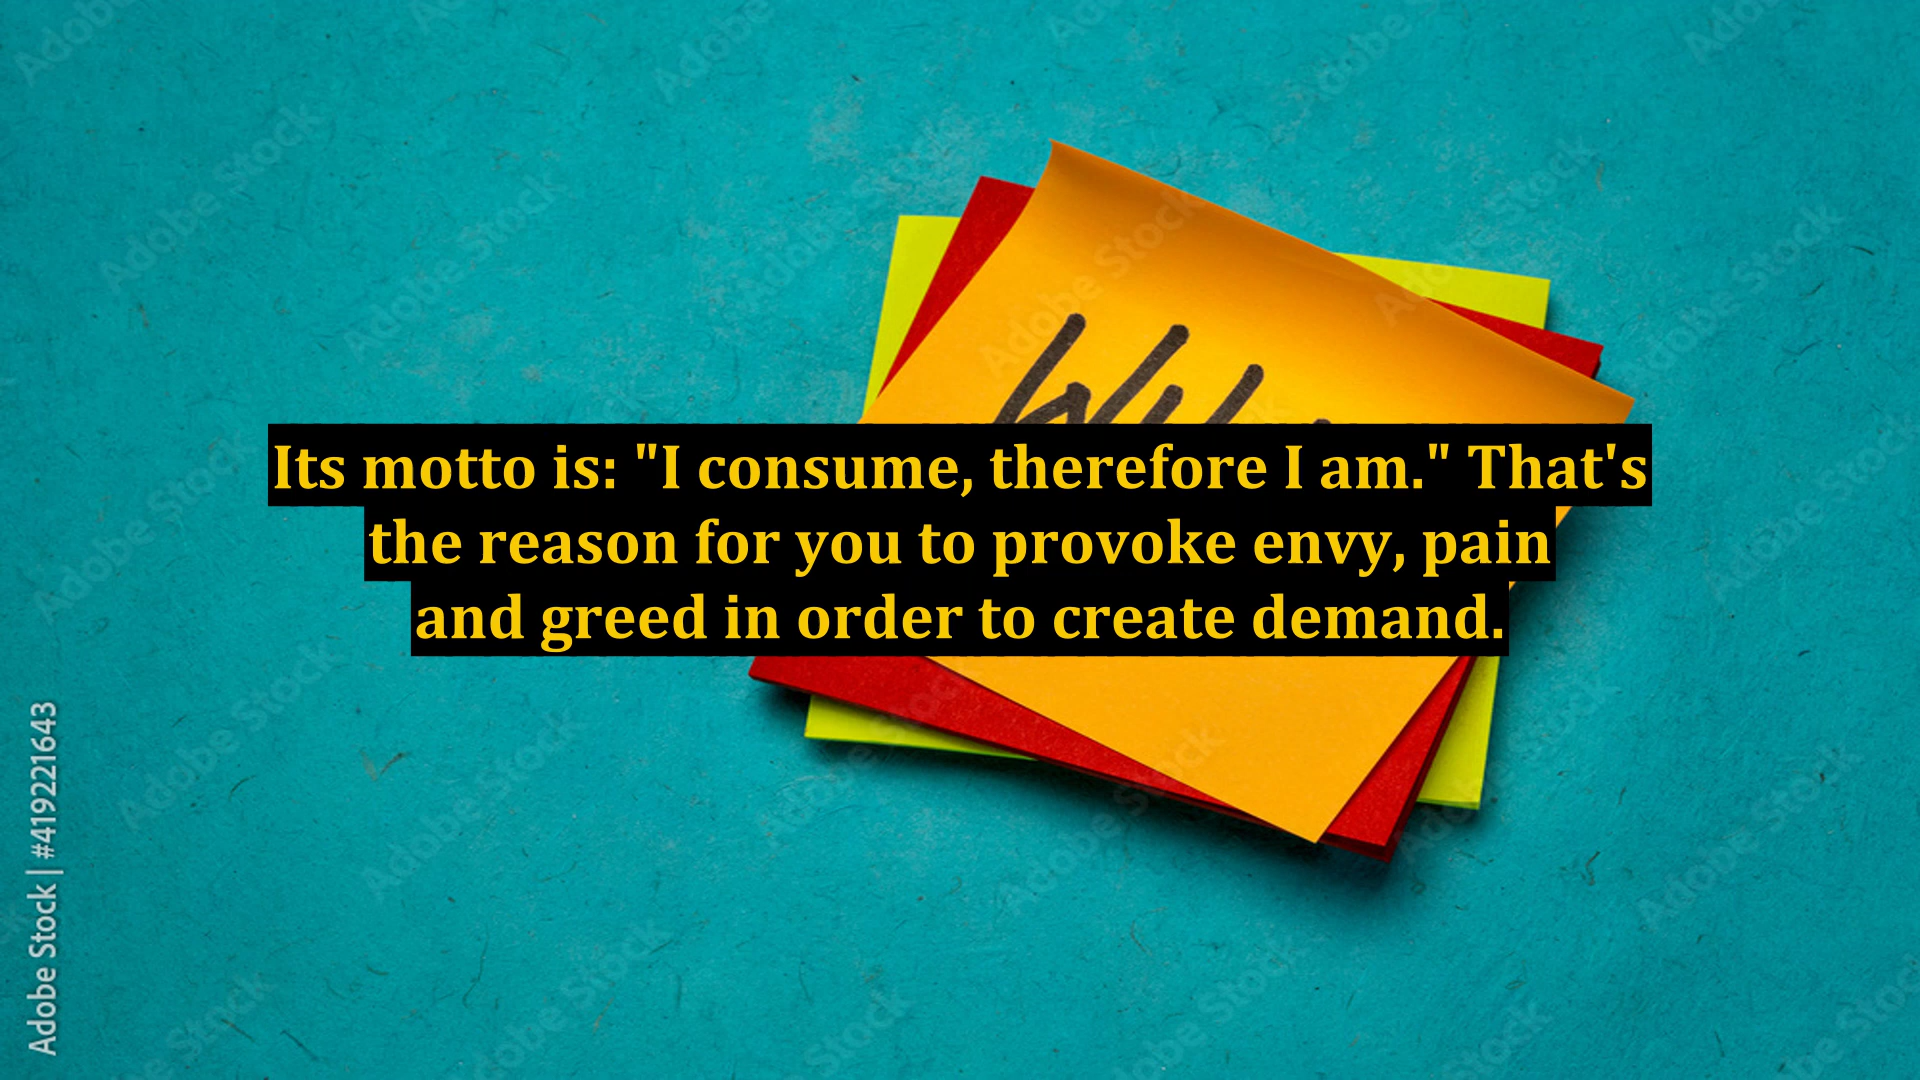 Its motto is: "I consume, therefore I am." That's
the reason for you to provoke envy, pain
and greed in order to create demand.
Adobe Stock | #419221643